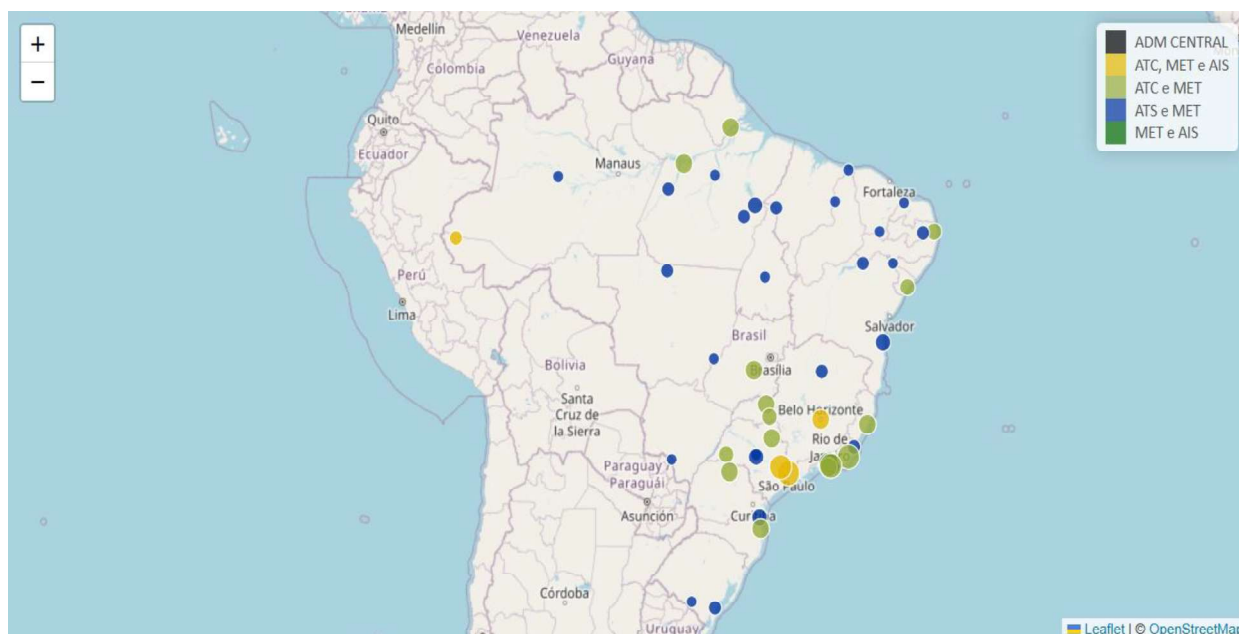 +
−
ADM CENTRAL
ATC, MET e AIS
ATC e MET
ATS e MET
MET e AIS
Medellín
Venezuela
Guyana
Colombia
Quito
Ecuador
Manaus
Fortaleza
Perú
Lima
Salvador
Brasil
Brasília
Bolivia
Santa
Cruz de
la Sierra
Belo Horizonte
Rio de
São Paulo
Paraguay
Paraguái
Asunción
Córdoba
Uruguay
Leaflet | © OpenStreetMap